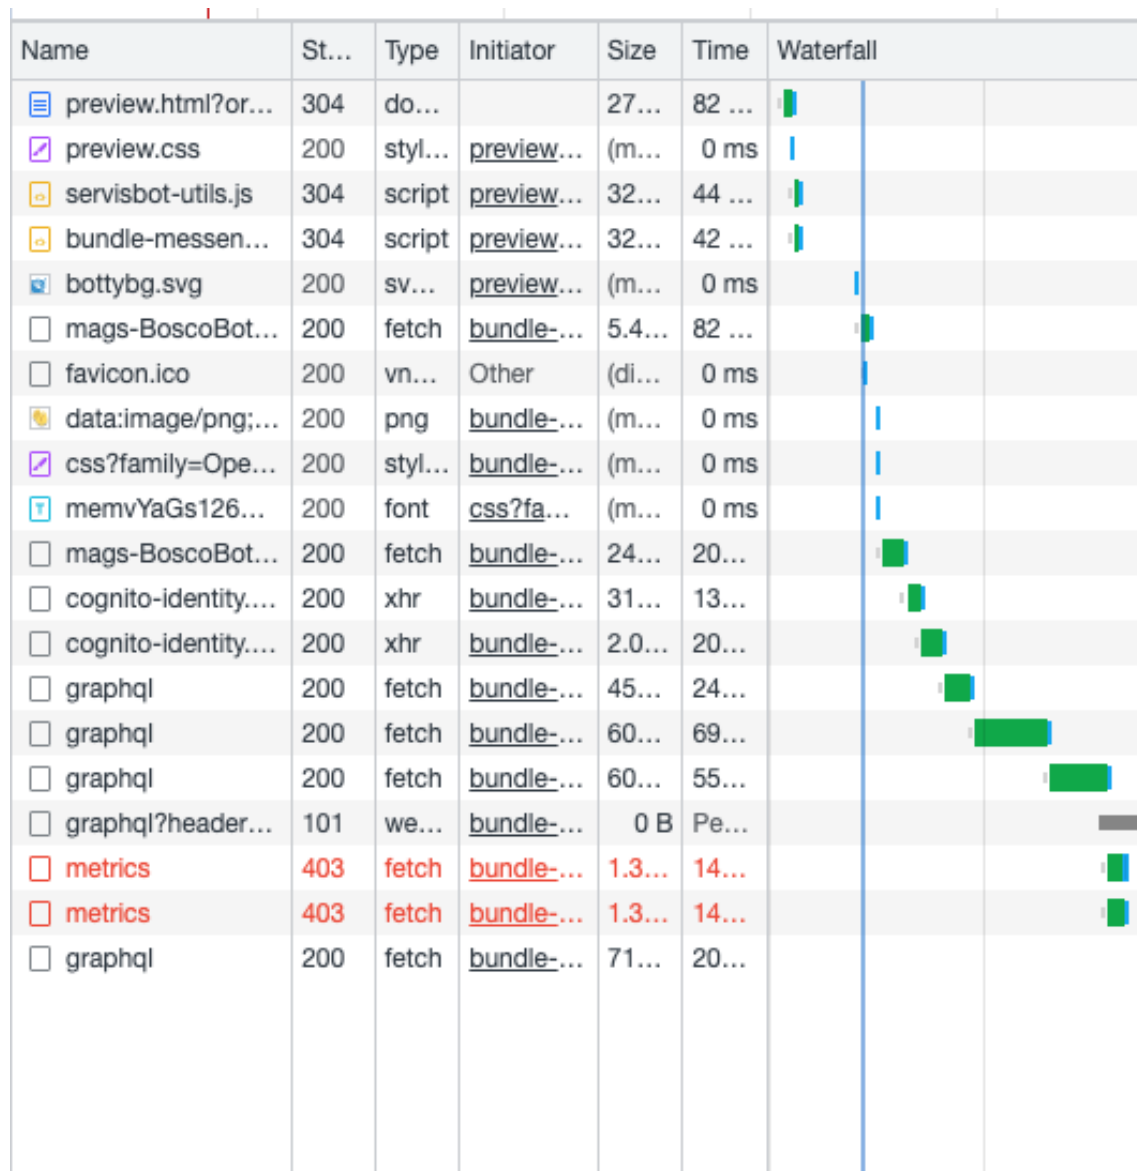 Name St... Type Initiator Size Time Waterfall
preview.html?or... 304 do... 27... 82 ...
preview.css 200 styl... preview... (m... 0 ms
servisbot-utils.js 304 script preview... 32... 44 ...
bundle-messen... 304 script preview... 32... 42 ...
bottybg.svg 200 sv... preview... (m... 0 ms
mags-BoscoBot... 200 fetch bundle-... 5.4... 82 ...
favicon.ico 200 vn... Other (di... 0 ms
data:image/png;... 200 png bundle-... (m... 0 ms
css?family=Ope... 200 styl... bundle-... (m... 0 ms
memvYaGs126... 200 font css?fa... (m... 0 ms
mags-BoscoBot... 200 fetch bundle-... 24... 20...
cognito-identity.... 200 xhr bundle-... 31... 13...
cognito-identity.... 200 xhr bundle-... 2.0... 20...
graphql 200 fetch bundle-... 45... 24...
graphql 200 fetch bundle-... 60... 69...
graphql 200 fetch bundle-... 60... 55...
graphql?header... 101 we... bundle-... 0 B Pe...
metrics 403 fetch bundle-... 1.3... 14...
metrics 403 fetch bundle-... 1.3... 14...
graphql 200 fetch bundle-... 71... 20...